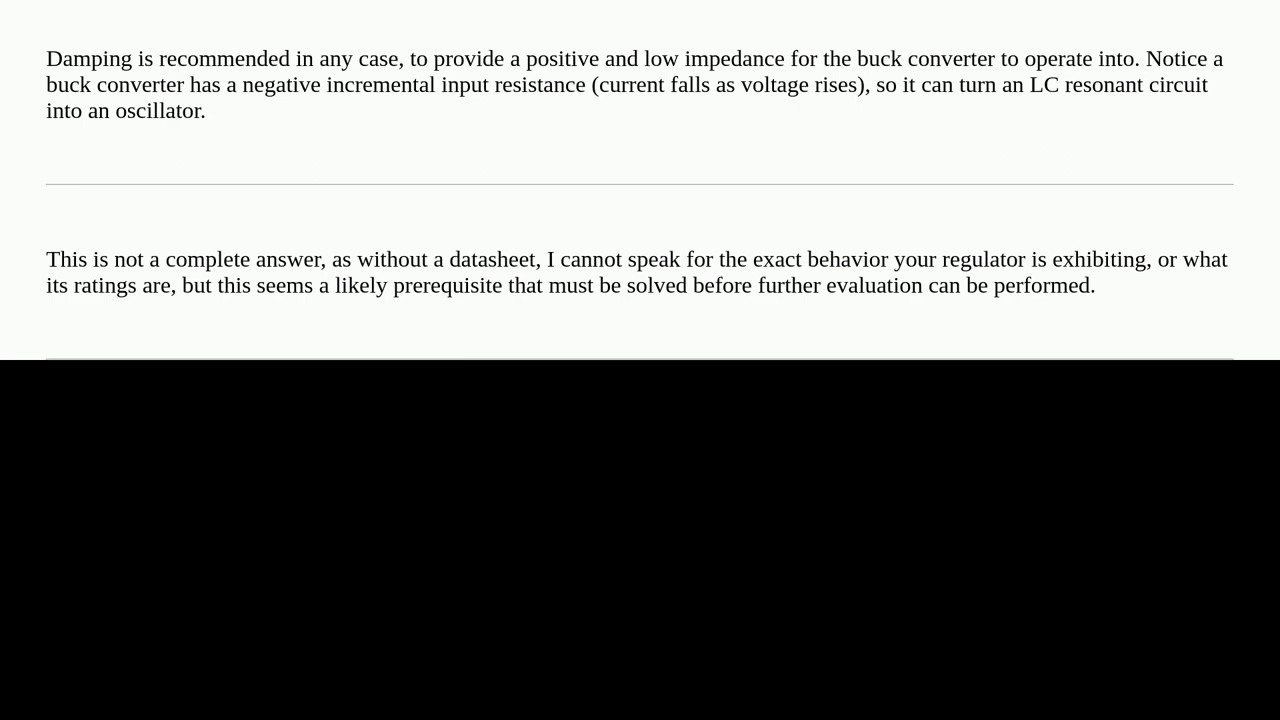 Damping is recommended in any case, to provide a positive and low impedance for the buck converter to operate into. Notice a
buck converter has a negative incremental input resistance (current falls as voltage rises), so it can turn an LC resonant circuit
into an oscillator.
This is not a complete answer, as without a datasheet, I cannot speak for the exact behavior your regulator is exhibiting, or what
its ratings are, but this seems a likely prerequisite that must be solved before further evaluation can be performed.